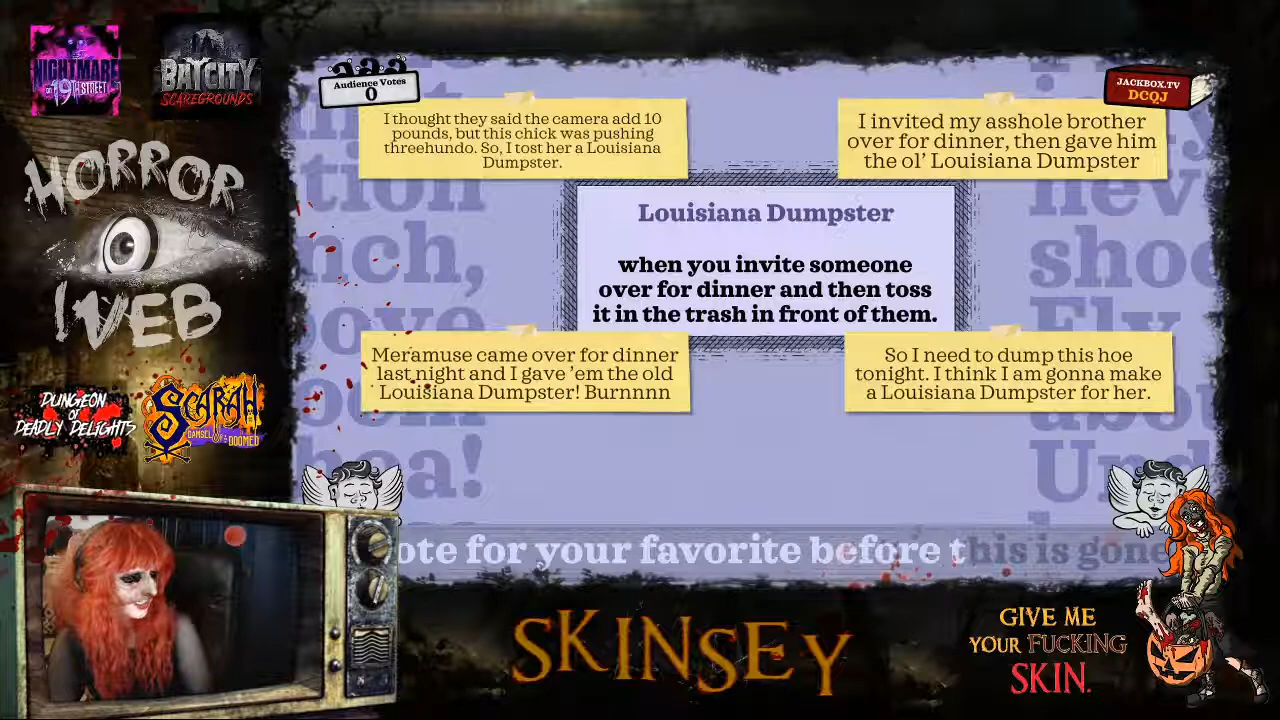 NIGHTMARE
ON 19TH STREET
BAYCITY
SCAREGROUNDS
HORROR
WEB
DUNGEON
OF
DEADLY DELIGHTS
SCARAH
DAMSEL of the DOOMED
Audience Votes
0
JACKBOX.TV
DCQJ
I thought they said the camera add 10
pounds, but this chick was pushing
threehundo. So, I tost her a Louisiana
Dumpster.
I invited my asshole brother
over for dinner, then gave him
the ol’ Louisiana Dumpster
Louisiana Dumpster
when you invite someone
over for dinner and then toss
it in the trash in front of them.
Meramuse came over for dinner
last night and I gave ’em the old
Louisiana Dumpster! Burnnnn
So I need to dump this hoe
tonight. I think I am gonna make
a Louisiana Dumpster for her.
ote for your favorite before this is gone
SKINSEY
GIVE ME
YOUR FUCKING
SKIN.